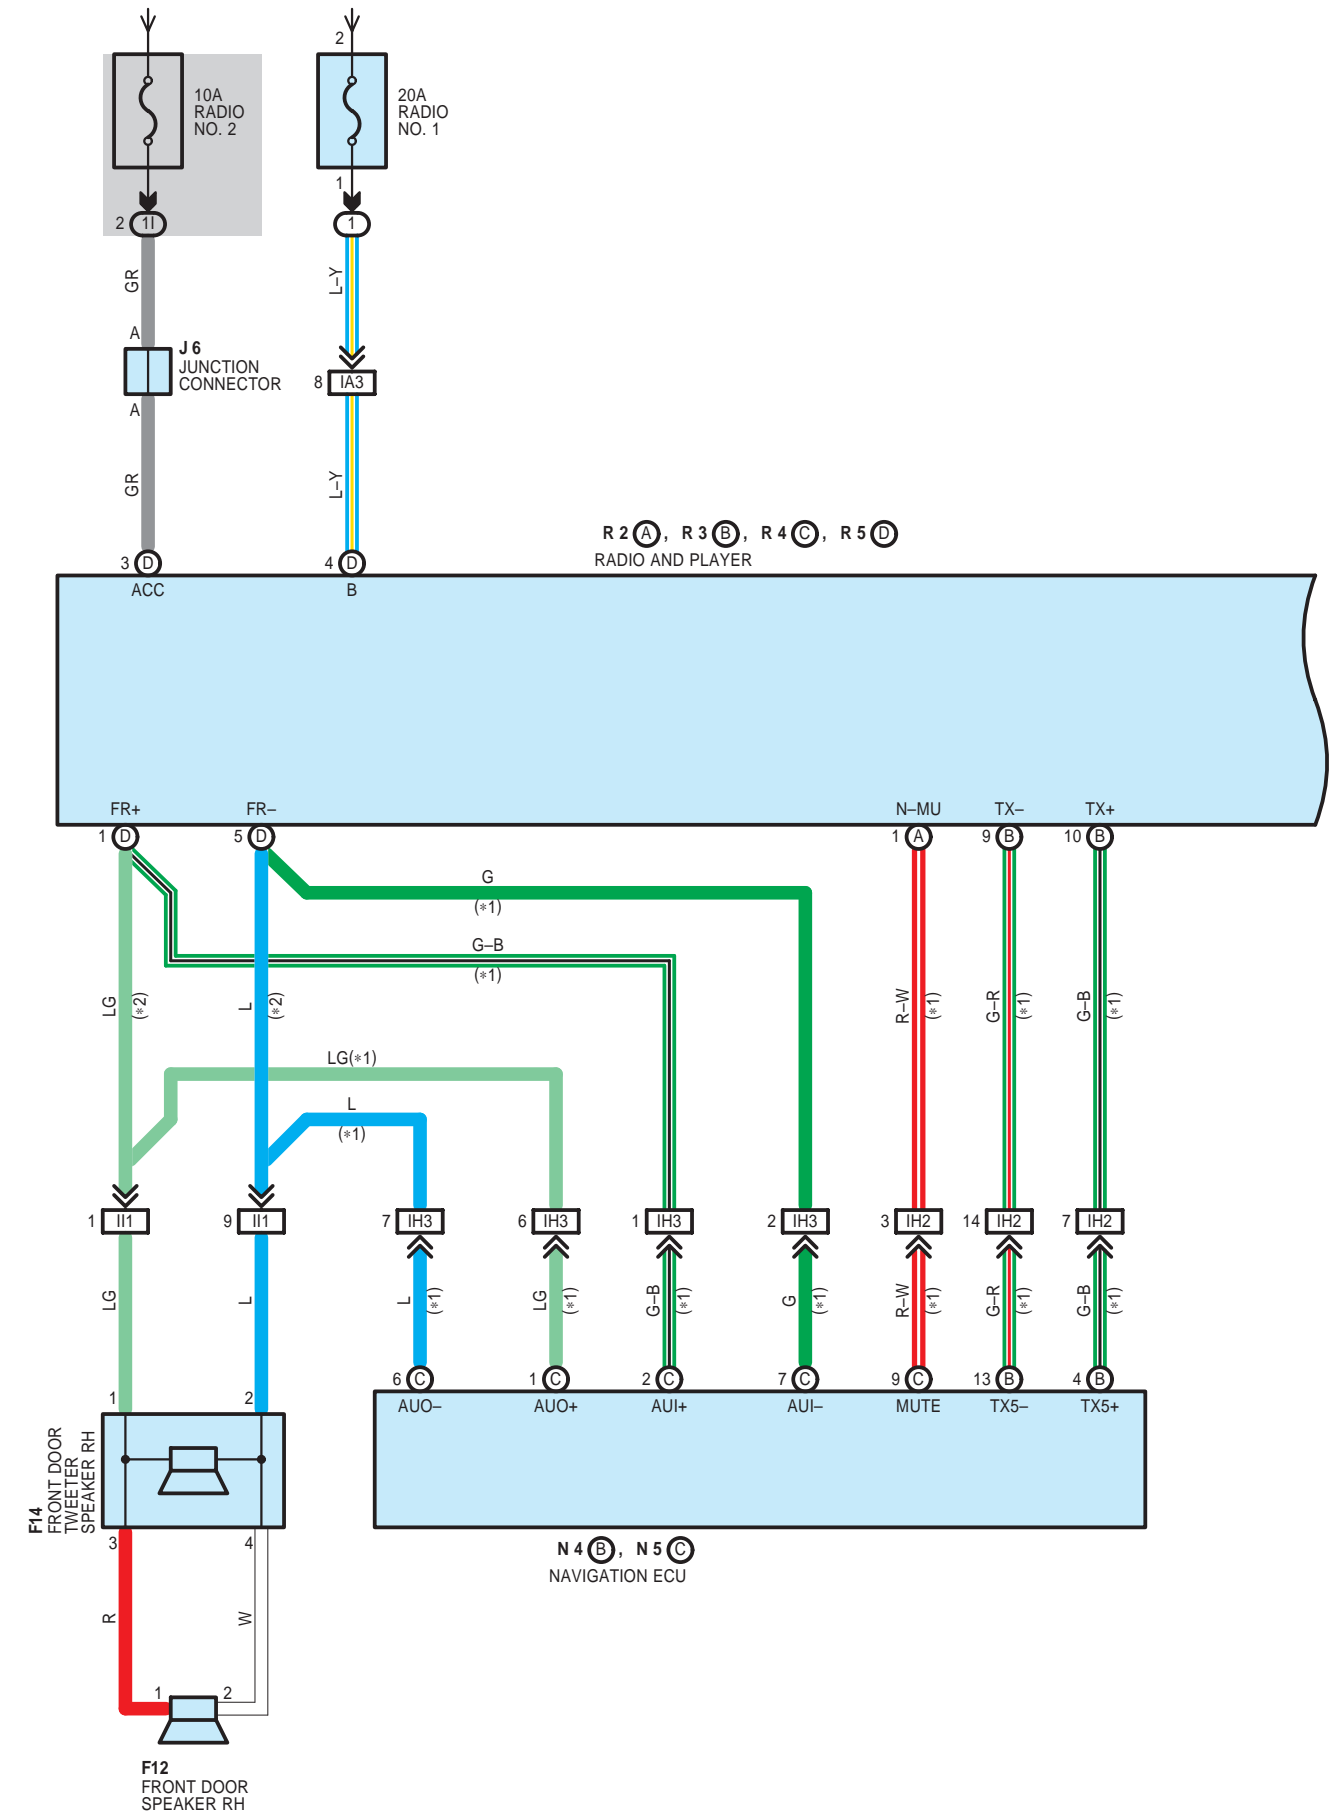 2
10A
RADIO
NO. 2
20A
RADIO
NO. 1
1
2 1I
1
GR
L–Y
A
J 6
JUNCTION
CONNECTOR
8 IA3
A
GR
L–Y
R 2 A , R 3 B , R 4 C , R 5 D
RADIO AND PLAYER
3 D
4 D
ACC
B
FR+
FR–
N–MU
TX–
TX+
1 D
5 D
1 A
9 B
10 B
G
(*1)
G–B
(*1)
LG
(*2)
L
(*2)
R–W
(*1)
G–R
(*1)
G–B
(*1)
LG(*1)
L
(*1)
1 II1
9 II1
7 IH3
6 IH3
1 IH3
2 IH3
3 IH2
14 IH2
7 IH2
LG
L
L
(*1)
LG
(*1)
G–B
(*1)
G
(*1)
R–W
(*1)
G–R
(*1)
G–B
(*1)
6 C
1 C
2 C
7 C
9 C
13 B
4 B
1
2
AUO–
AUO+
AUI+
AUI–
MUTE
TX5–
TX5+
F14
FRONT DOOR
TWEETER
SPEAKER RH
3
4
N 4 B , N 5 C
NAVIGATION ECU
R
W
1
2
F12
FRONT DOOR
SPEAKER RH